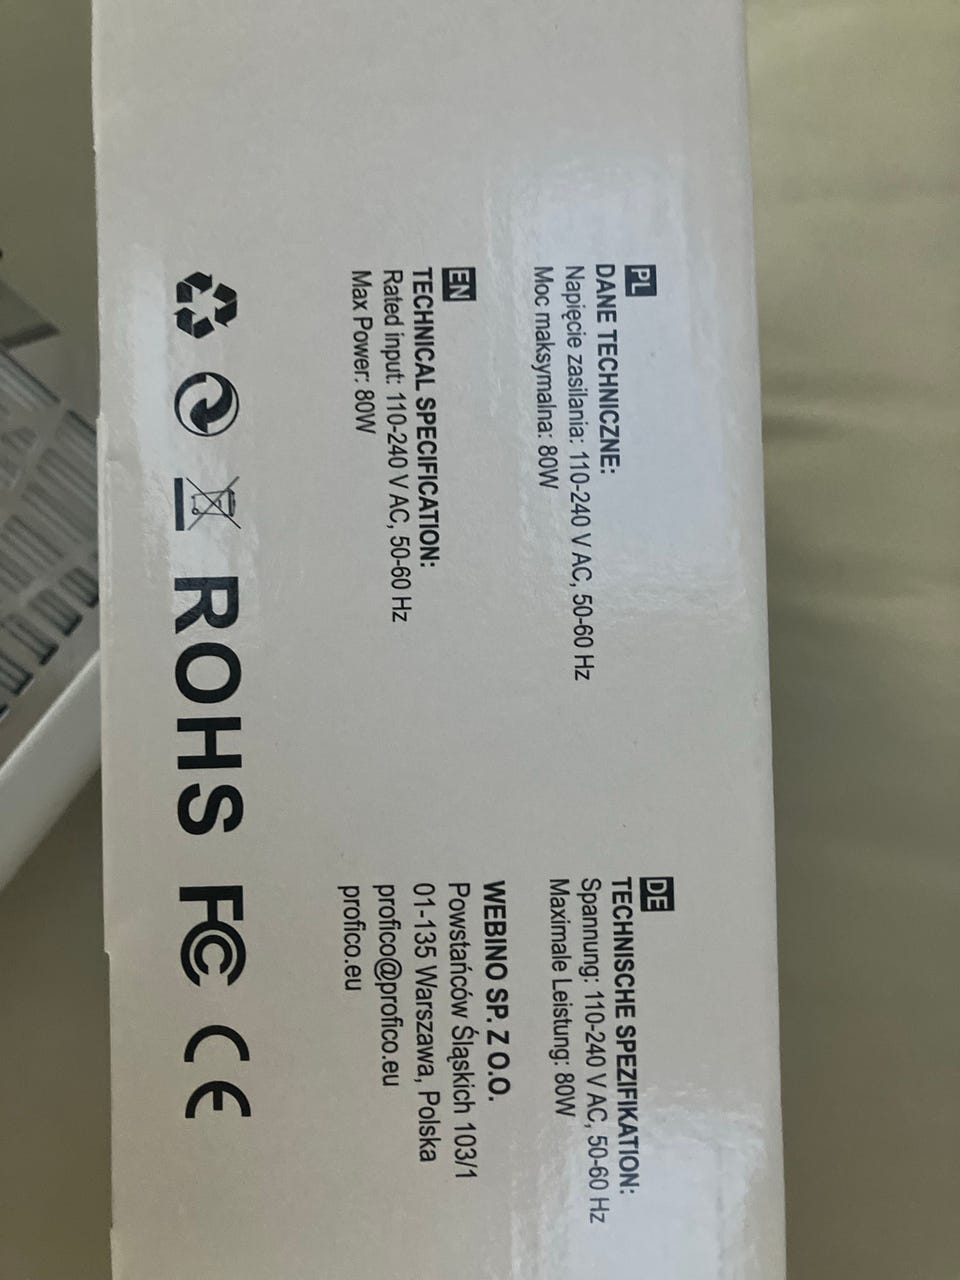 PL
DANE TECHNICZNE:
Napięcie zasilania: 110-240 V AC, 50-60 Hz
Moc maksymalna: 80W
EN
TECHNICAL SPECIFICATION:
Rated input: 110-240 V AC, 50-60 Hz
Max Power: 80W
DE
TECHNISCHE SPEZIFIKATION:
Spannung: 110-240 V AC, 50-60 Hz
Maximale Leistung: 80W
WEBINO SP. Z O.O.
Powstańców Śląskich 103/1
01-135 Warszawa, Polska
profico@profico.eu
profico.eu
ROHS FC CE